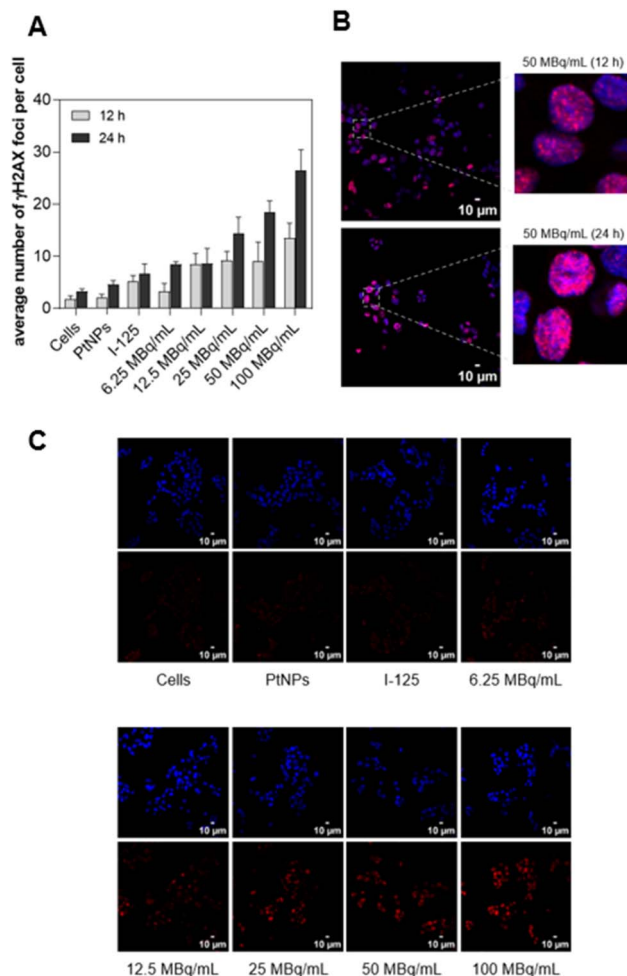 A
average number of γH2AX foci per cell
40
30
20
10
0
12 h
24 h
Cells
PtNPs
I-125
6.25 MBq/mL
12.5 MBq/mL
25 MBq/mL
50 MBq/mL
100 MBq/mL
B
50 MBq/mL (12 h)
10 µm
50 MBq/mL (24 h)
10 µm
C
10 µm 10 µm 10 µm 10 µm
10 µm 10 µm 10 µm 10 µm
Cells PtNPs I-125 6.25 MBq/mL
10 µm 10 µm 10 µm 10 µm
10 µm 10 µm 10 µm 10 µm
12.5 MBq/mL 25 MBq/mL 50 MBq/mL 100 MBq/mL